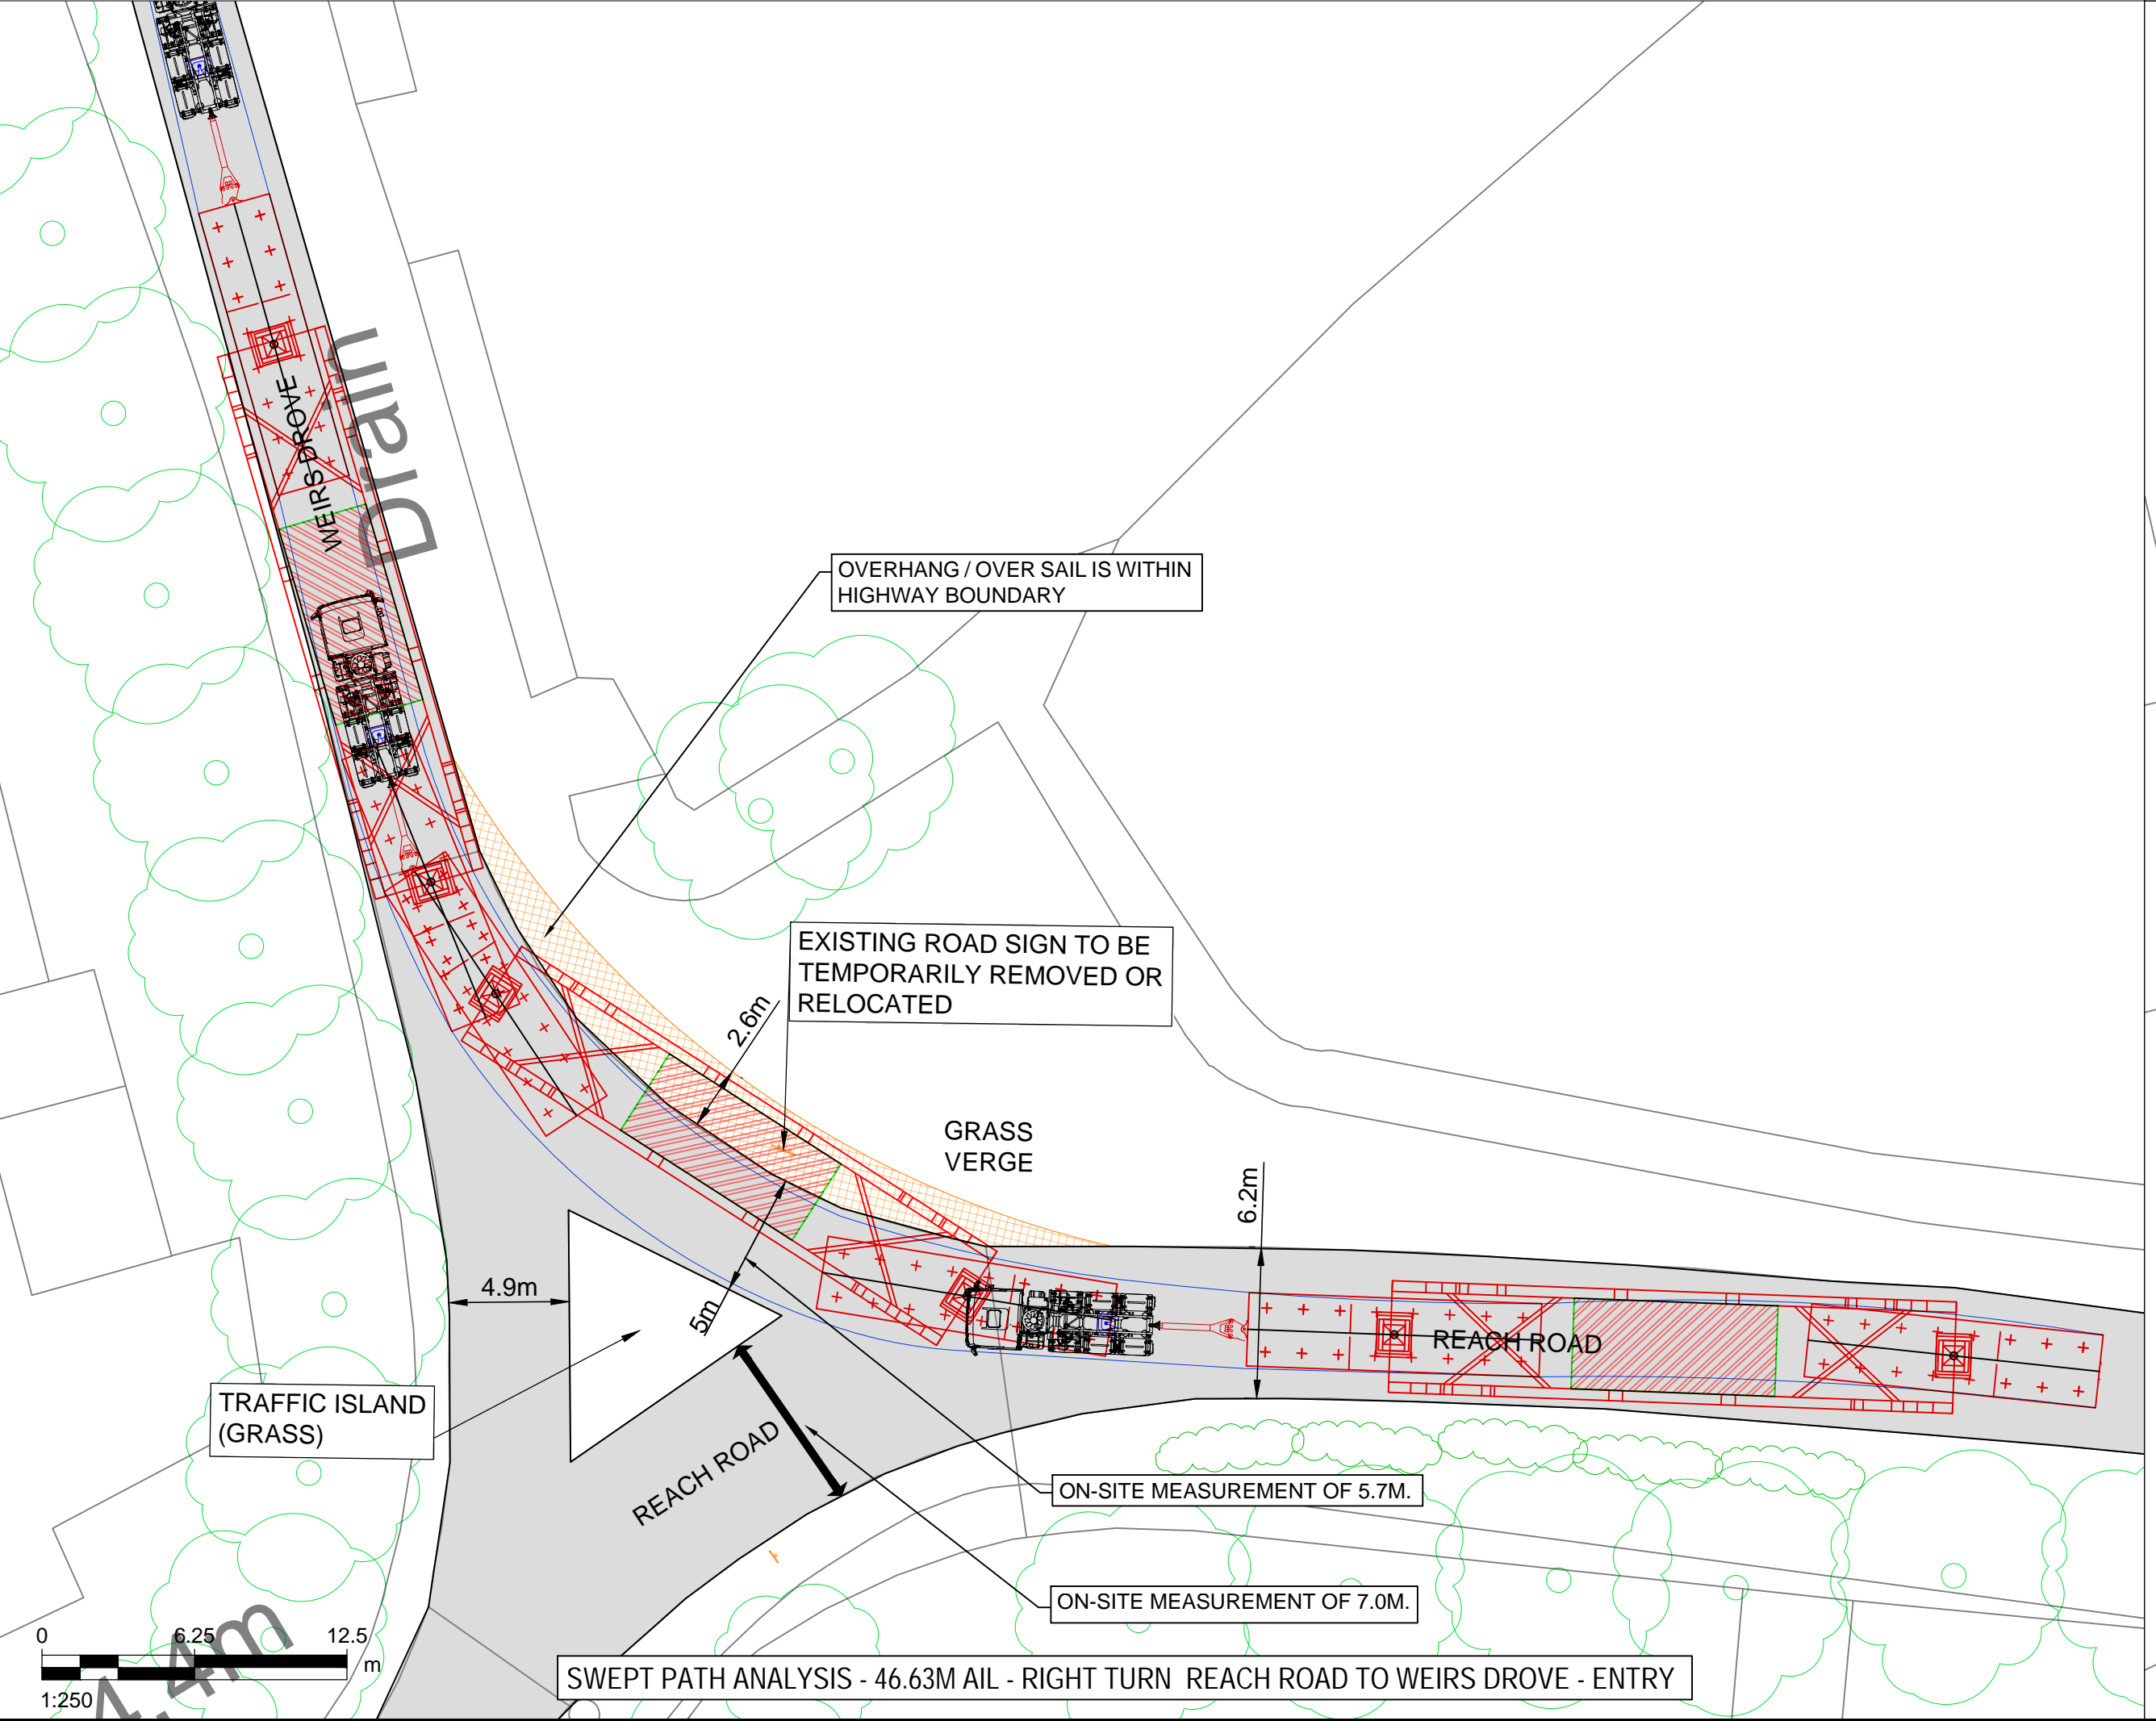 WEIRS DROVE
Drain
OVERHANG / OVER SAIL IS WITHIN
HIGHWAY BOUNDARY
EXISTING ROAD SIGN TO BE
TEMPORARILY REMOVED OR
RELOCATED
2.6m
GRASS
VERGE
6.2m
4.9m
5m
REACH ROAD
TRAFFIC ISLAND
(GRASS)
REACH ROAD
ON-SITE MEASUREMENT OF 5.7M.
ON-SITE MEASUREMENT OF 7.0M.
4.4m
0 6.25 12.5
m
1:250
SWEPT PATH ANALYSIS - 46.63M AIL - RIGHT TURN REACH ROAD TO WEIRS DROVE - ENTRY